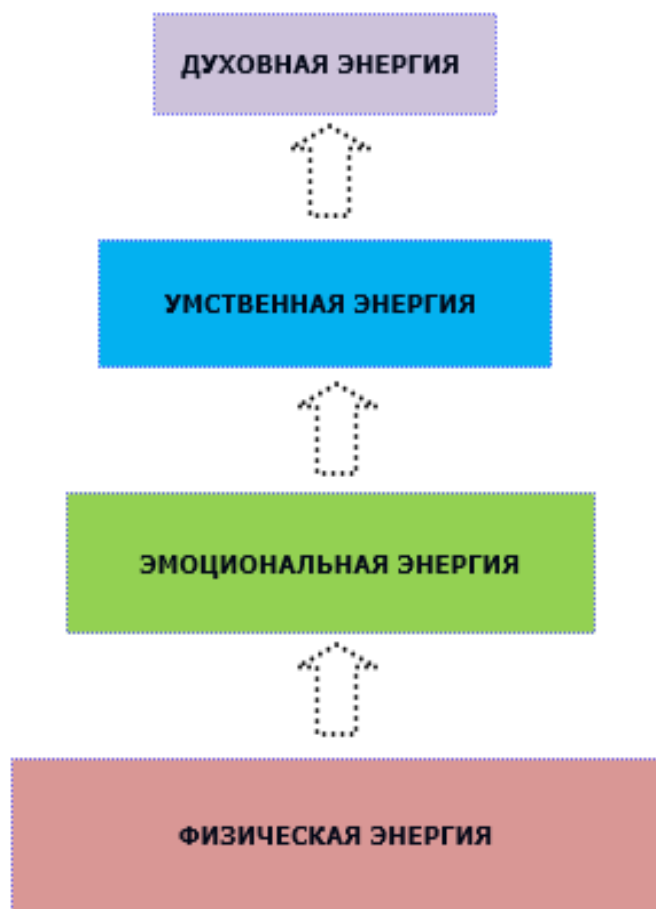 ДУХОВНАЯ ЭНЕРГИЯ
УМСТВЕННАЯ ЭНЕРГИЯ
ЭМОЦИОНАЛЬНАЯ ЭНЕРГИЯ
ФИЗИЧЕСКАЯ ЭНЕРГИЯ